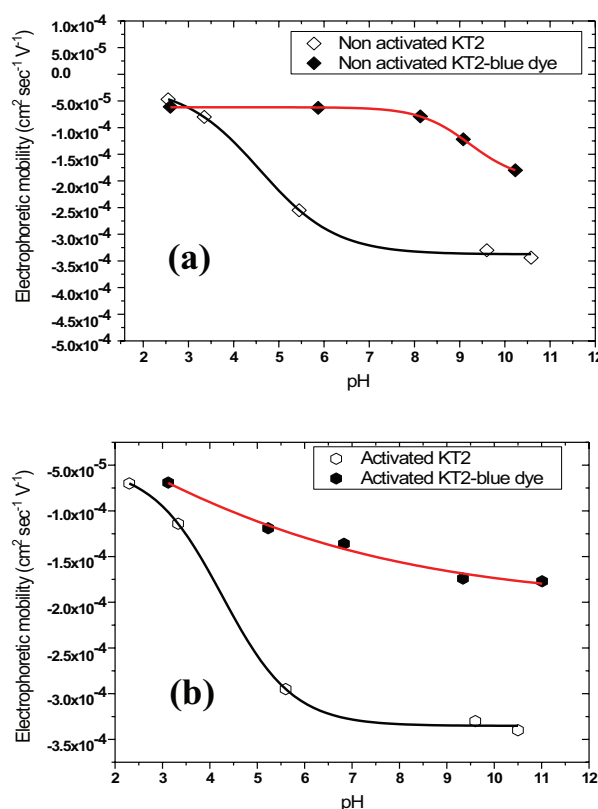 1.0x10⁻⁴
0.0
-5.0x10⁻⁵
-1.0x10⁻⁴
-1.5x10⁻⁴
-2.0x10⁻⁴
-2.5x10⁻⁴
-3.0x10⁻⁴
-3.5x10⁻⁴
-4.0x10⁻⁴
-4.5x10⁻⁴
-5.0x10⁻⁴
Electrophoretic mobility (cm² sec⁻¹ V⁻¹)
Non activated KT2
Non activated KT2-blue dye
(a)
2 3 4 5 6 7 8 9 10 11 12
pH
-5.0x10⁻⁵
-1.0x10⁻⁴
-1.5x10⁻⁴
-2.0x10⁻⁴
-2.5x10⁻⁴
-3.0x10⁻⁴
-3.5x10⁻⁴
Electrophoretic mobility (cm² sec⁻¹ V⁻¹)
Activated KT2
Activated KT2-blue dye
(b)
2 3 4 5 6 7 8 9 10 11 12
pH